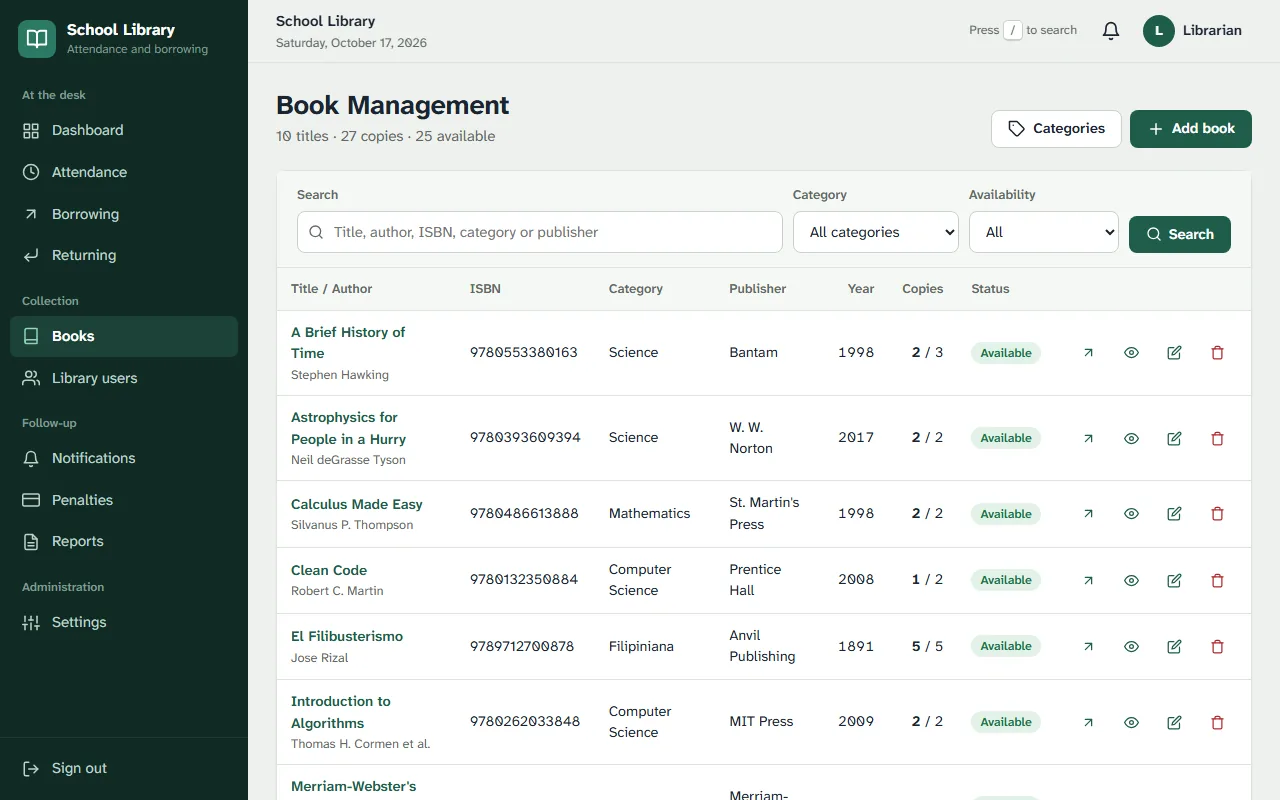 School Library
Attendance and borrowing
At the desk
Dashboard
Attendance
Borrowing
Returning
Collection
Books
Library users
Follow-up
Notifications
Penalties
Reports
Administration
Settings
Sign out
School Library
Saturday, October 17, 2026
Press / to search
L
Librarian
Book Management
10 titles · 27 copies · 25 available
Categories
Add book
Search
Category
Availability
Title, author, ISBN, category or publisher
All categories
All
Search
Title / Author ISBN Category Publisher Year Copies Status
A Brief History of
Time
Stephen Hawking
9780553380163 Science Bantam 1998 2 / 3 Available
Astrophysics for
People in a Hurry
Neil deGrasse Tyson
9780393609394 Science
W. W.
Norton
2017 2 / 2 Available
Calculus Made Easy
Silvanus P. Thompson
9780486613888 Mathematics
St. Martin's
Press
1998 2 / 2 Available
Clean Code
Robert C. Martin
9780132350884
Computer
Science
Prentice
Hall
2008 1 / 2 Available
El Filibusterismo
Jose Rizal
9789712700878 Filipiniana
Anvil
Publishing
1891 5 / 5 Available
Introduction to
Algorithms
Thomas H. Cormen et al.
9780262033848
Computer
Science
MIT Press 2009 2 / 2 Available
Merriam-Webster's
Merriam-